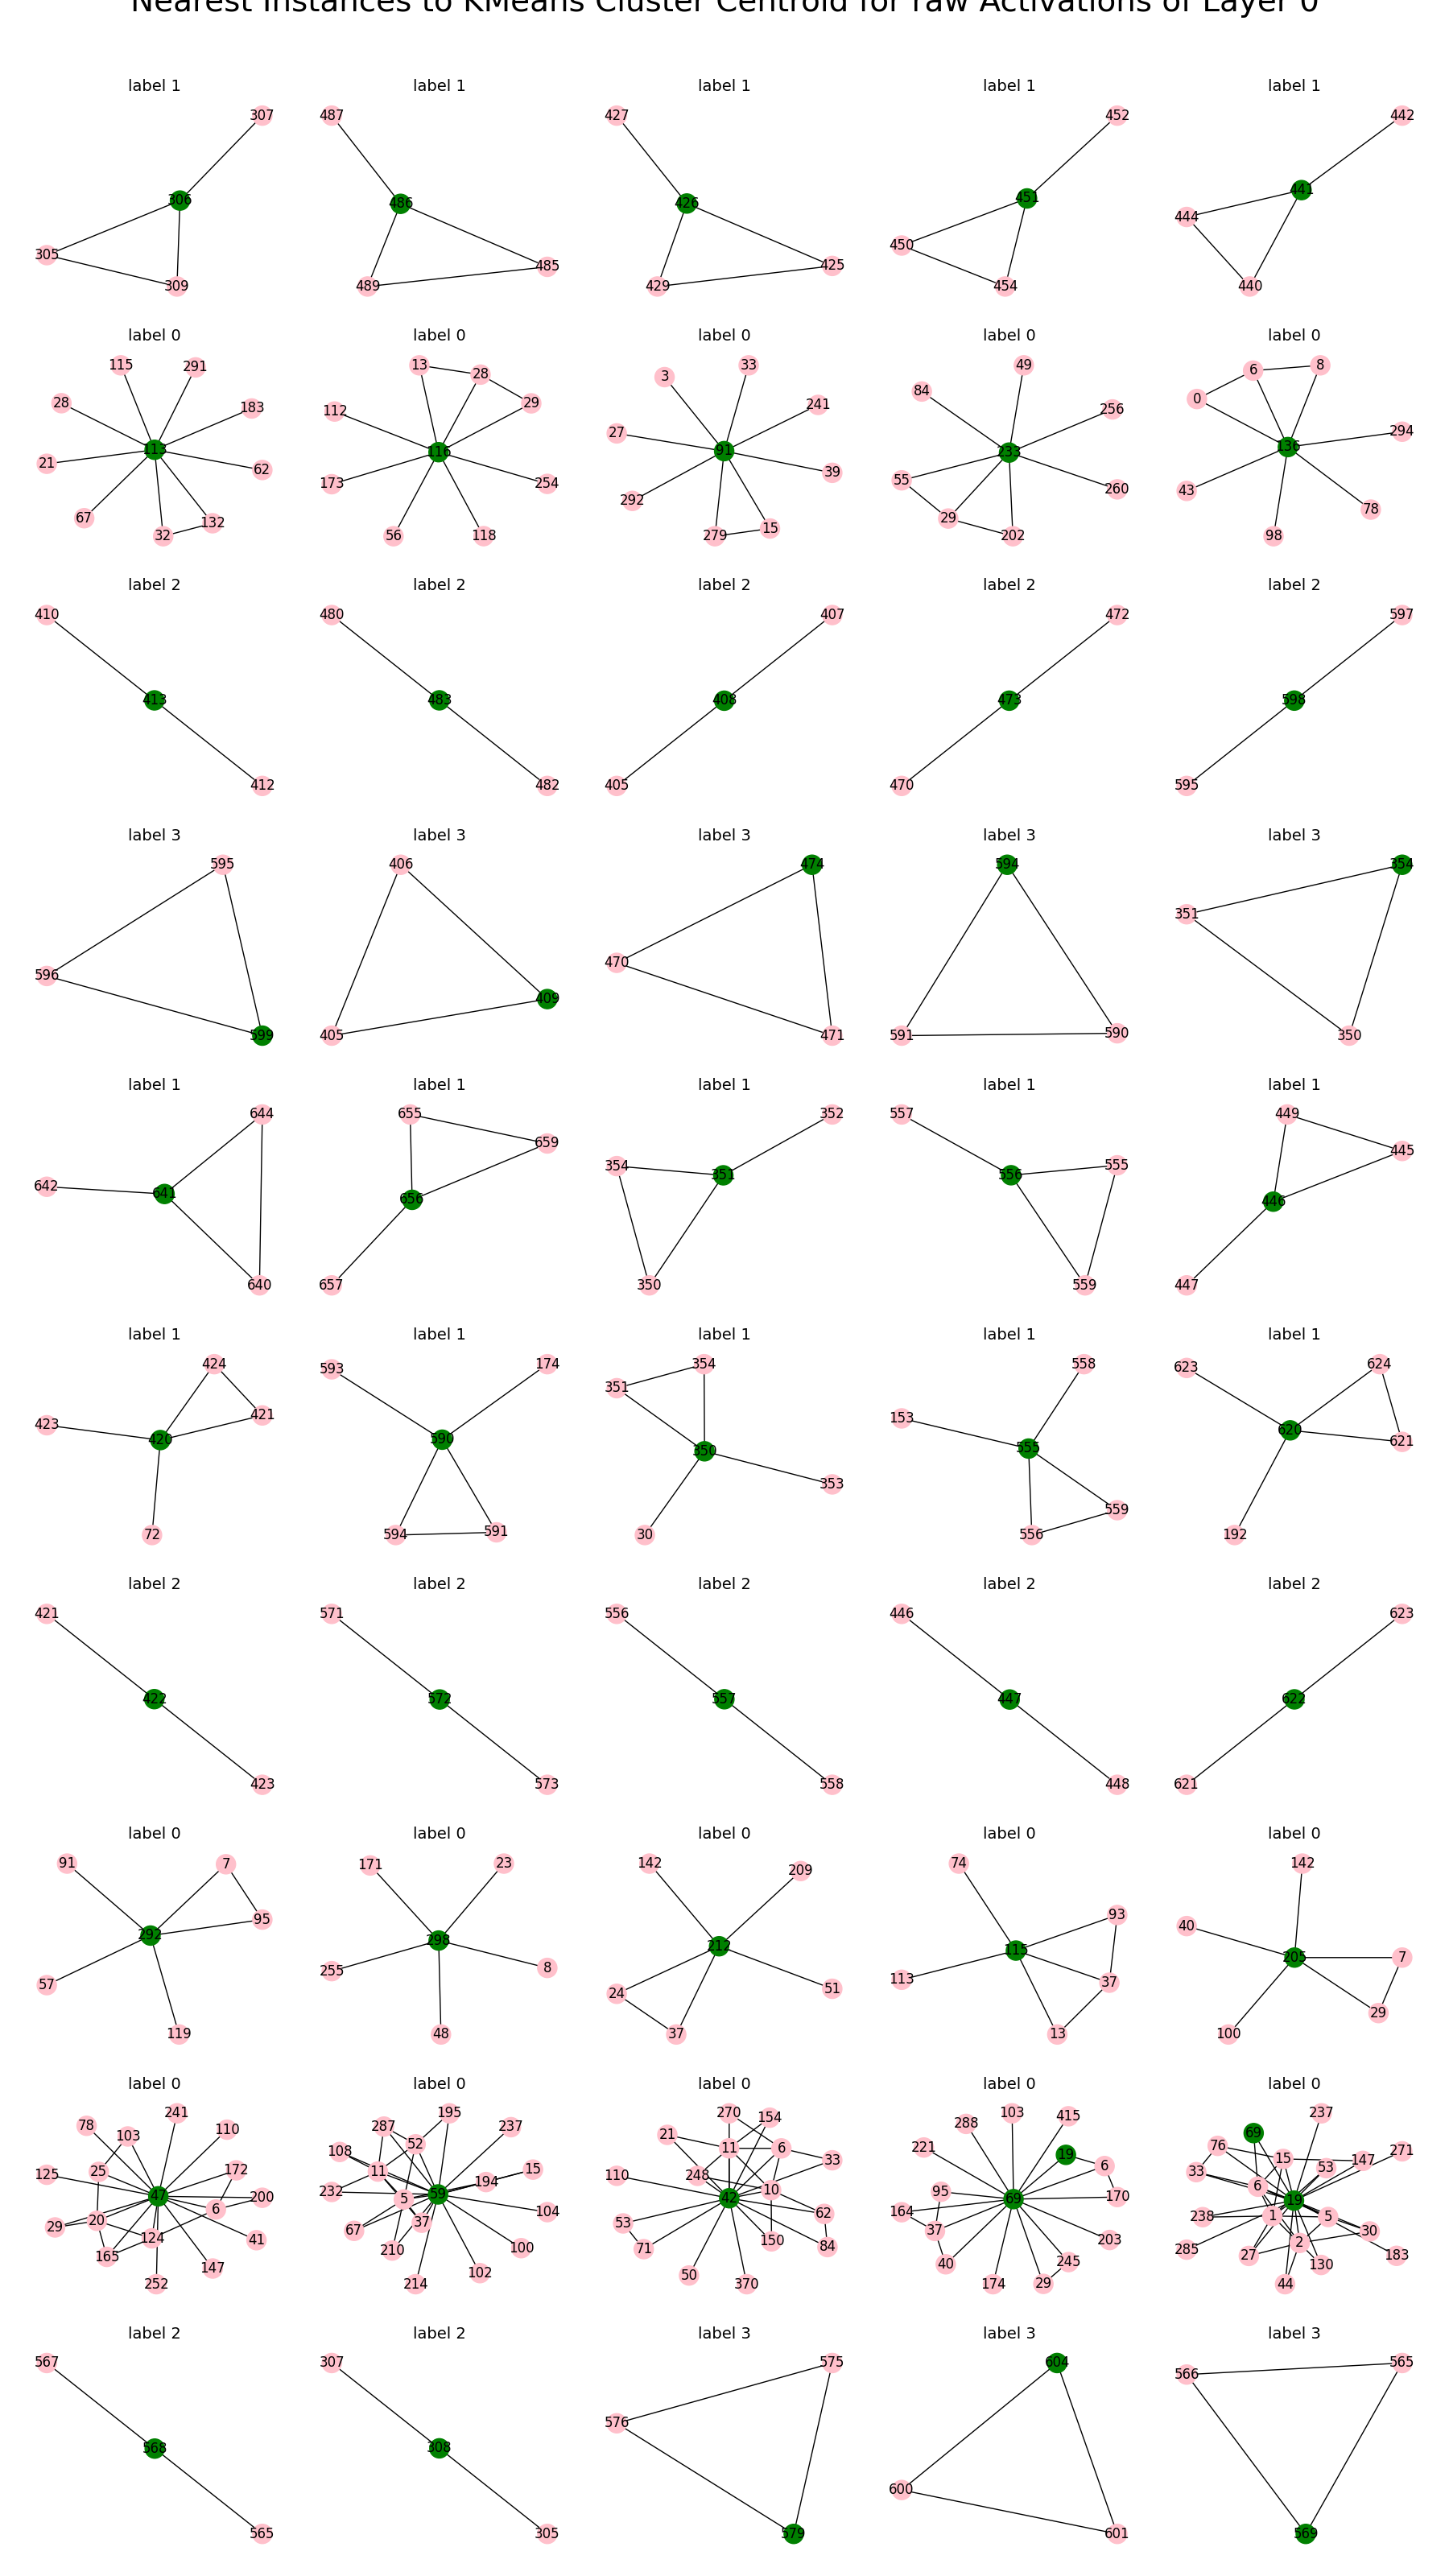 Nearest Instances to KMeans Cluster Centroid for raw Activations of Layer 0
label 1 label 1 label 1 label 1 label 1
307 487 427 452 442
306 486 426 451 441
305 309 489 485 429 425 450 454 444 440
label 0 label 0 label 0 label 0 label 0
115 291 28 183 113 21 62 67 32 132
13 28 29 112 116 173 254 56 118
3 33 241 27 91 39 292 279 15
49 84 256 233 55 260 29 202
6 8 0 294 136 43 78 98
label 2 label 2 label 2 label 2 label 2
410 480 407 472 597
413 483 408 473 598
412 482 405 470 595
label 3 label 3 label 3 label 3 label 3
595 406 474 594 354
596 599 405 409 470 471 591 590 351 350
label 1 label 1 label 1 label 1 label 1
644 642 641 640
655 659 656 657
352 354 351 350
557 555 556 559
449 445 446 447
label 1 label 1 label 1 label 1 label 1
424 421 423 420 72
593 174 590 594 591
354 351 350 353 30
558 153 555 559 556
623 624 620 621 192
label 2 label 2 label 2 label 2 label 2
421 571 556 446 623
422 572 557 447 622
423 573 558 448 621
label 0 label 0 label 0 label 0 label 0
91 7 95 292 57 119
171 23 298 255 8 48
142 209 212 24 51 37
74 93 115 113 37 13
142 40 205 7 29 100
label 0 label 0 label 0 label 0 label 0
78 241 103 110 125 25 172 47 200 6 29 20 124 41 165 147 252
287 195 237 52 108 11 15 194 232 59 5 104 67 37 210 100 102 214
270 154 21 11 6 33 110 248 10 42 62 53 71 150 84 50 370
103 415 288 221 19 6 95 170 69 164 37 203 40 245 174 29
237 69 76 15 271 147 33 53 6 19 238 1 5 30 285 2 27 183 130 44
label 2 label 2 label 3 label 3 label 3
567 307 575 604 566 565
568 308 576 600
565 305 579 601 569